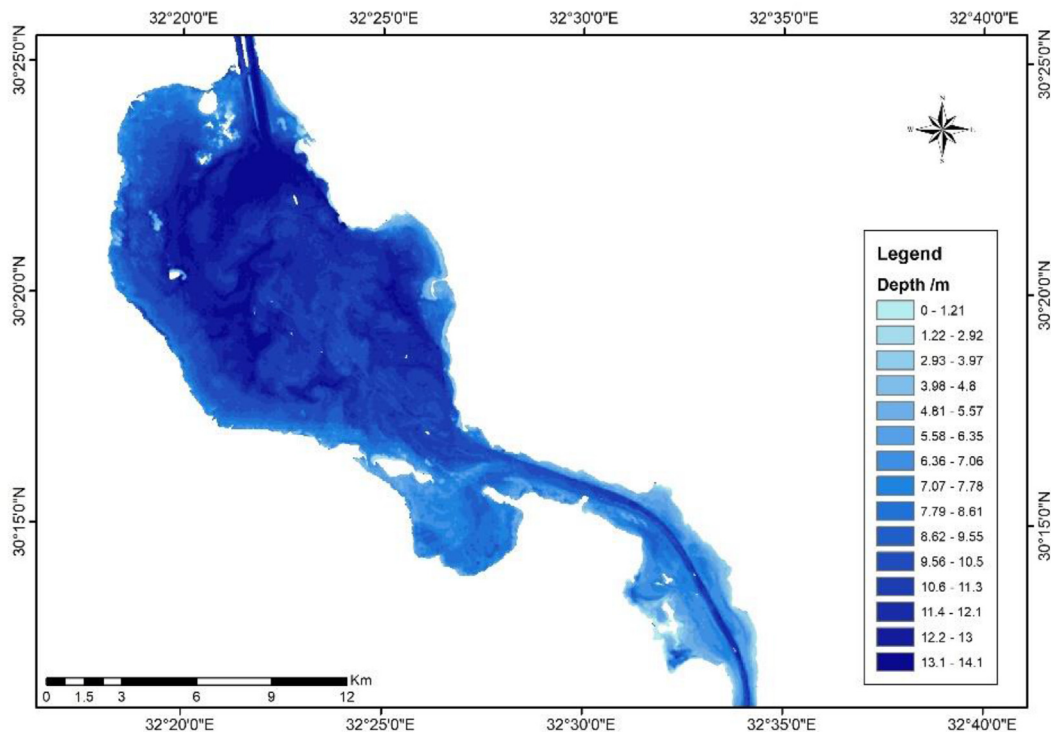 32°20'0"E 32°25'0"E 32°30'0"E 32°35'0"E 32°40'0"E
30°25'0"N 30°25'0"N
N
W E
S
Legend
Depth /m
0 - 1.21
1.22 - 2.92
30°20'0"N 30°20'0"N
2.93 - 3.97
3.98 - 4.8
4.81 - 5.57
5.58 - 6.35
6.36 - 7.06
7.07 - 7.78
7.79 - 8.61
30°15'0"N 30°15'0"N
8.62 - 9.55
9.56 - 10.5
10.6 - 11.3
11.4 - 12.1
12.2 - 13
13.1 - 14.1
Km
0 1.5 3 6 9 12
32°20'0"E 32°25'0"E 32°30'0"E 32°35'0"E 32°40'0"E